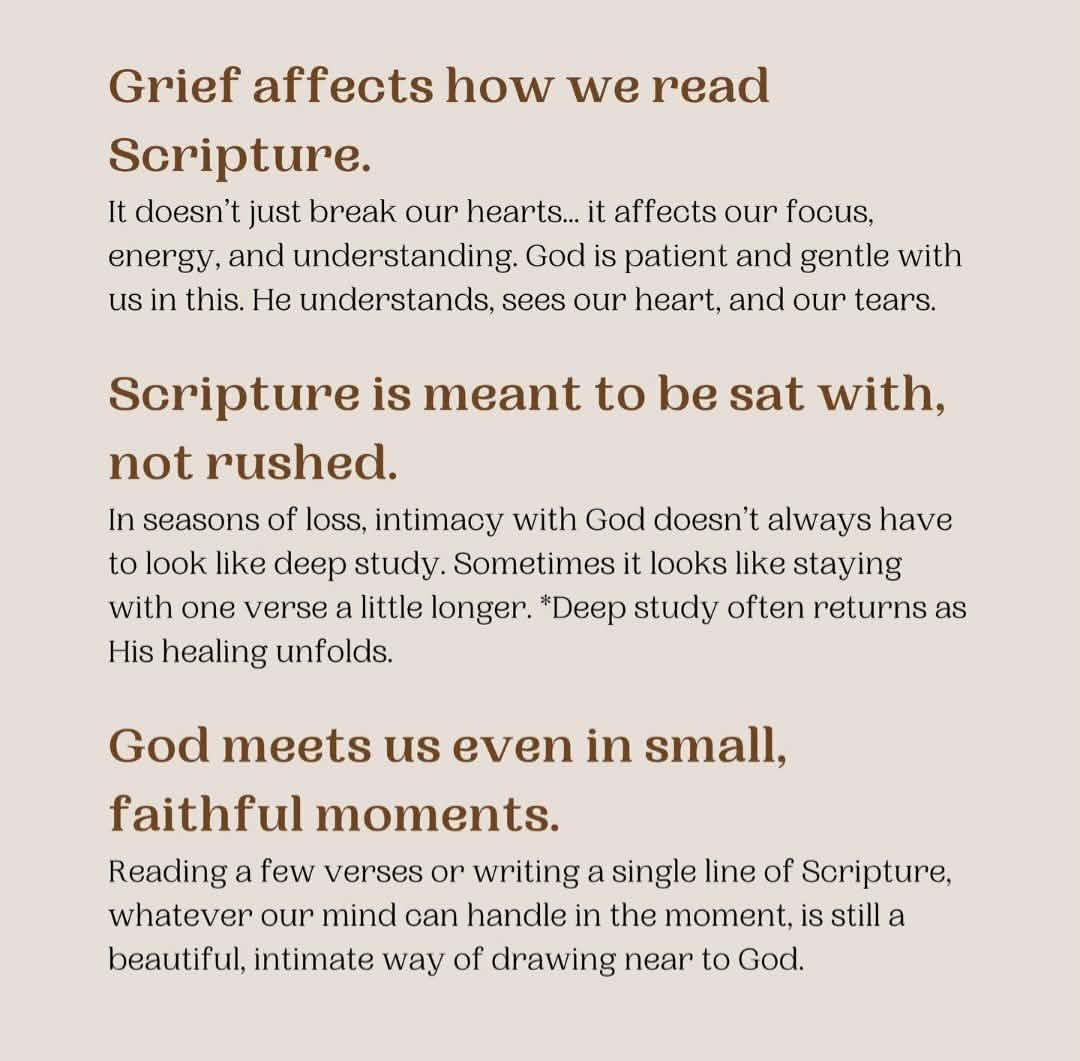 Grief affects how we read
Scripture.
It doesn't just break our hearts... it affects our focus,
energy, and understanding. God is patient and gentle with
us in this. He understands, sees our heart, and our tears.
Scripture is meant to be sat with,
not rushed.
In seasons of loss, intimacy with God doesn't always have
to look like deep study. Sometimes it looks like staying
with one verse a little longer. *Deep study often returns as
His healing unfolds.
God meets us even in small,
faithful moments.
Reading a few verses or writing a single line of Scripture,
whatever our mind can handle in the moment, is still a
beautiful, intimate way of drawing near to God.